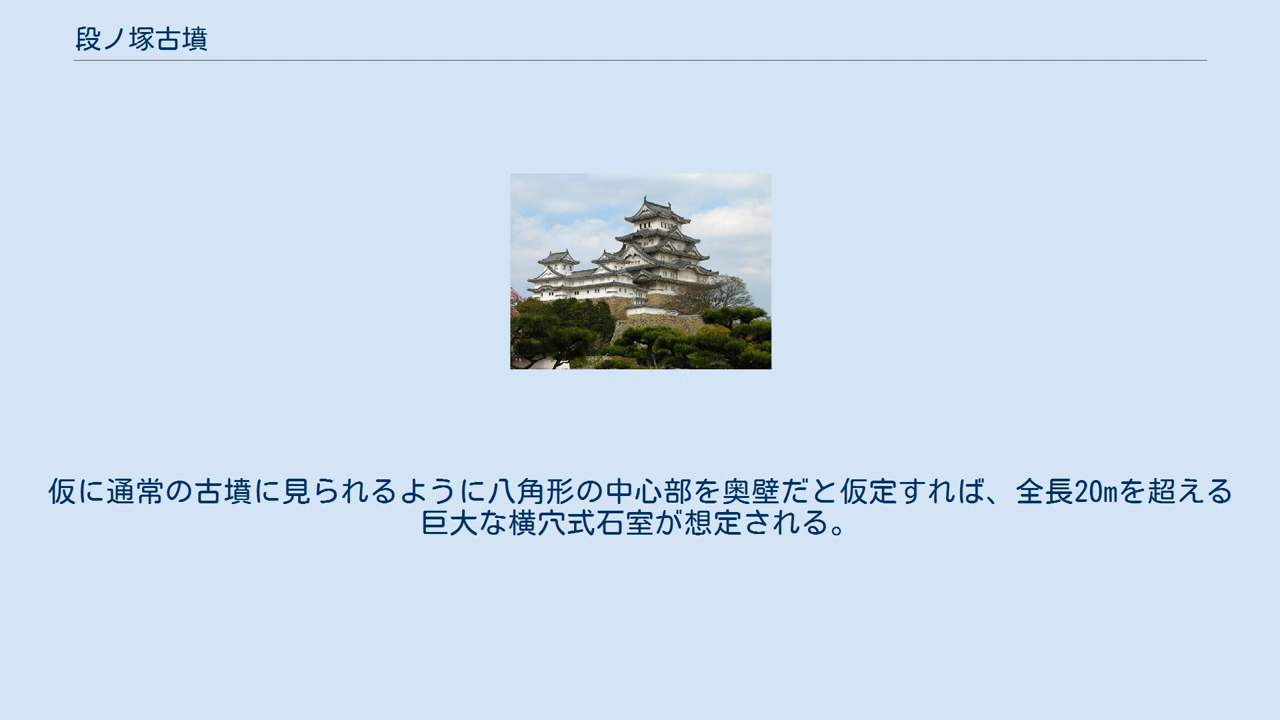 段ノ塚古墳
仮に通常の古墳に見られるように八角形の中心部を奥壁だと仮定すれば、全長20mを超える
巨大な横穴式石室が想定される。